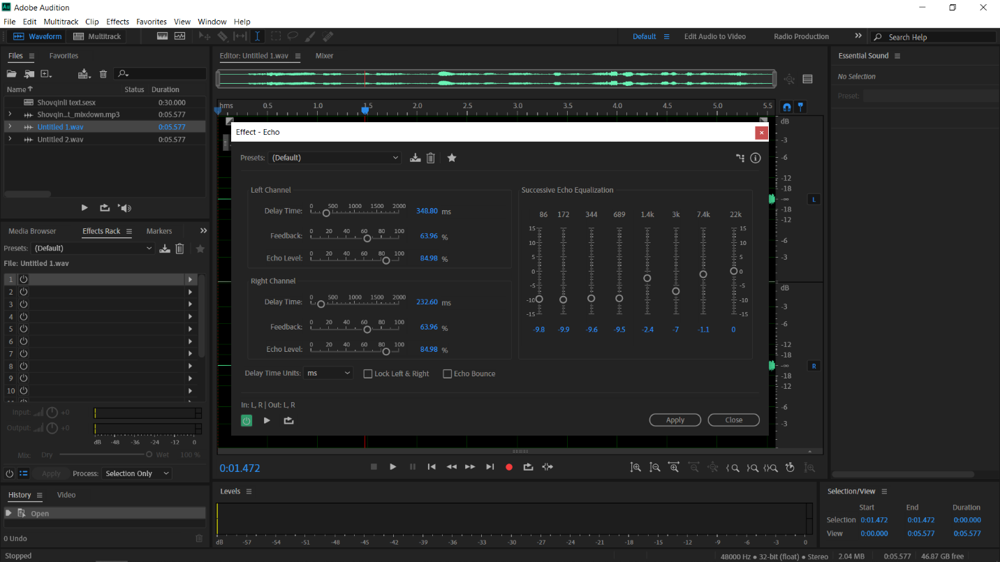 Au Adobe Audition
File Edit Multitrack Clip Effects Favorites View Window Help
Waveform Multitrack Default Edit Audio to Video Radio Production Search Help
Files Favorites
Name Status Duration
Shovqinli text.sesx 0:30.000
Shovqin...t_mixdown.mp3 0:05.577
Untitled 1.wav 0:05.577
Untitled 2.wav 0:05.577
Media Browser Effects Rack Markers
Presets: (Default)
File: Untitled 1.wav
1
2
3
4
5
6
7
8
9
10
Input: +0
Output: +0
dB -48 -36 -24 -12 0
Mix: Dry Wet 100 %
Apply Process: Selection Only
History Video
Open
0 Undo
Stopped
Editor: Untitled 1.wav Mixer
hms 0.5 1.0 1.5 2.0 2.5 3.0 3.5 4.0 4.5 5.0 5.5
Effect - Echo
Presets: (Default)
Left Channel
Delay Time: 0 500 1000 1500 2000 348.80 ms
Feedback: 0 20 40 60 80 100 63.96 %
Echo Level: 0 20 40 60 80 100 84.98 %
Right Channel
Delay Time: 0 500 1000 1500 2000 232.60 ms
Feedback: 0 20 40 60 80 100 63.96 %
Echo Level: 0 20 40 60 80 100 84.98 %
Delay Time Units: ms Lock Left & Right Echo Bounce
Successive Echo Equalization
86 172 344 689 1.4k 3k 7.4k 22k
15 15
10 10
5 5
0 0
-5 -5
-10 -10
-15 -15
-9.8 -9.9 -9.6 -9.5 -2.4 -7 -1.1 0
In: L, R | Out: L, R
Apply Close
dB
-3
-6
-12
-18
-∞
-18
-12
-6
-3
L
dB
-3
-6
-12
-18
-∞
-18
-12
-6
-3
R
0:01.472
Levels
dB -57 -54 -51 -48 -45 -42 -39 -36 -33 -30 -27 -24 -21 -18 -15 -12 -9 -6 -3 0
Essential Sound
No Selection
Preset:
Selection/View
Start End Duration
Selection 0:01.472 0:01.472 0:00.000
View 0:00.000 0:05.577 0:05.577
48000 Hz ● 32-bit (float) ● Stereo 2.04 MB 0:05.577 46.87 GB free